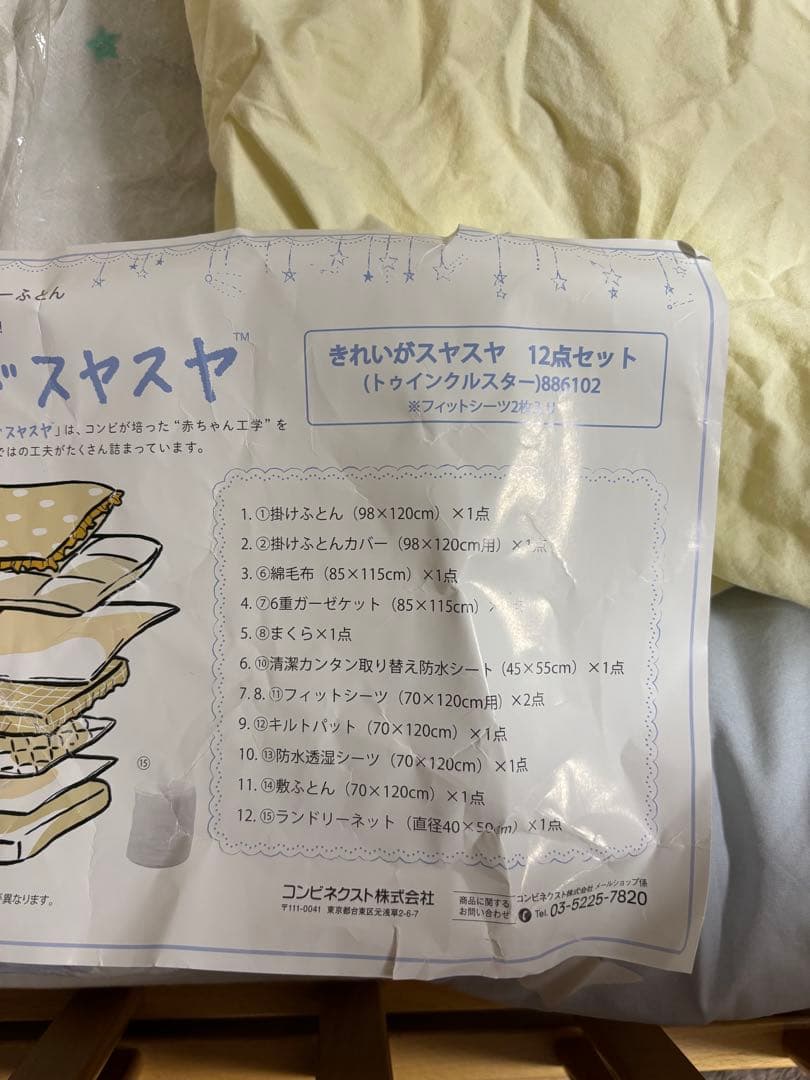 ーふとん
がスヤスヤ™
スヤスヤ」は、コンビが培った“赤ちゃん工学”を
ではの工夫がたくさん詰まっています。
きれいがスヤスヤ 12点セット
(トゥインクルスター)886102
※フィットシーツ2枚入り
1. ①掛けふとん（98×120cm）×1点
2. ②掛けふとんカバー（98×120cm用）×1点
3. ⑥綿毛布（85×115cm）×1点
4. ⑦6重ガーゼケット（85×115cm）×
5. ⑧まくら×1点
6. ⑩清潔カンタン取り替え防水シート（45×55cm）×1点
7. 8. ⑪フィットシーツ（70×120cm用）×2点
9. ⑫キルトパット（70×120cm）×1点
10. ⑬防水透湿シーツ（70×120cm）×1点
11. ⑭敷ふとん（70×120cm）×1点
12. ⑮ランドリーネット（直径40×50cm）×1点
⑮
異なります。
コンビネクスト株式会社
〒111-0041 東京都台東区元浅草2-6-7
商品に関する
お問い合わせ
コンビネクスト株式会社 メールショップ係
Tel. 03-5225-7820